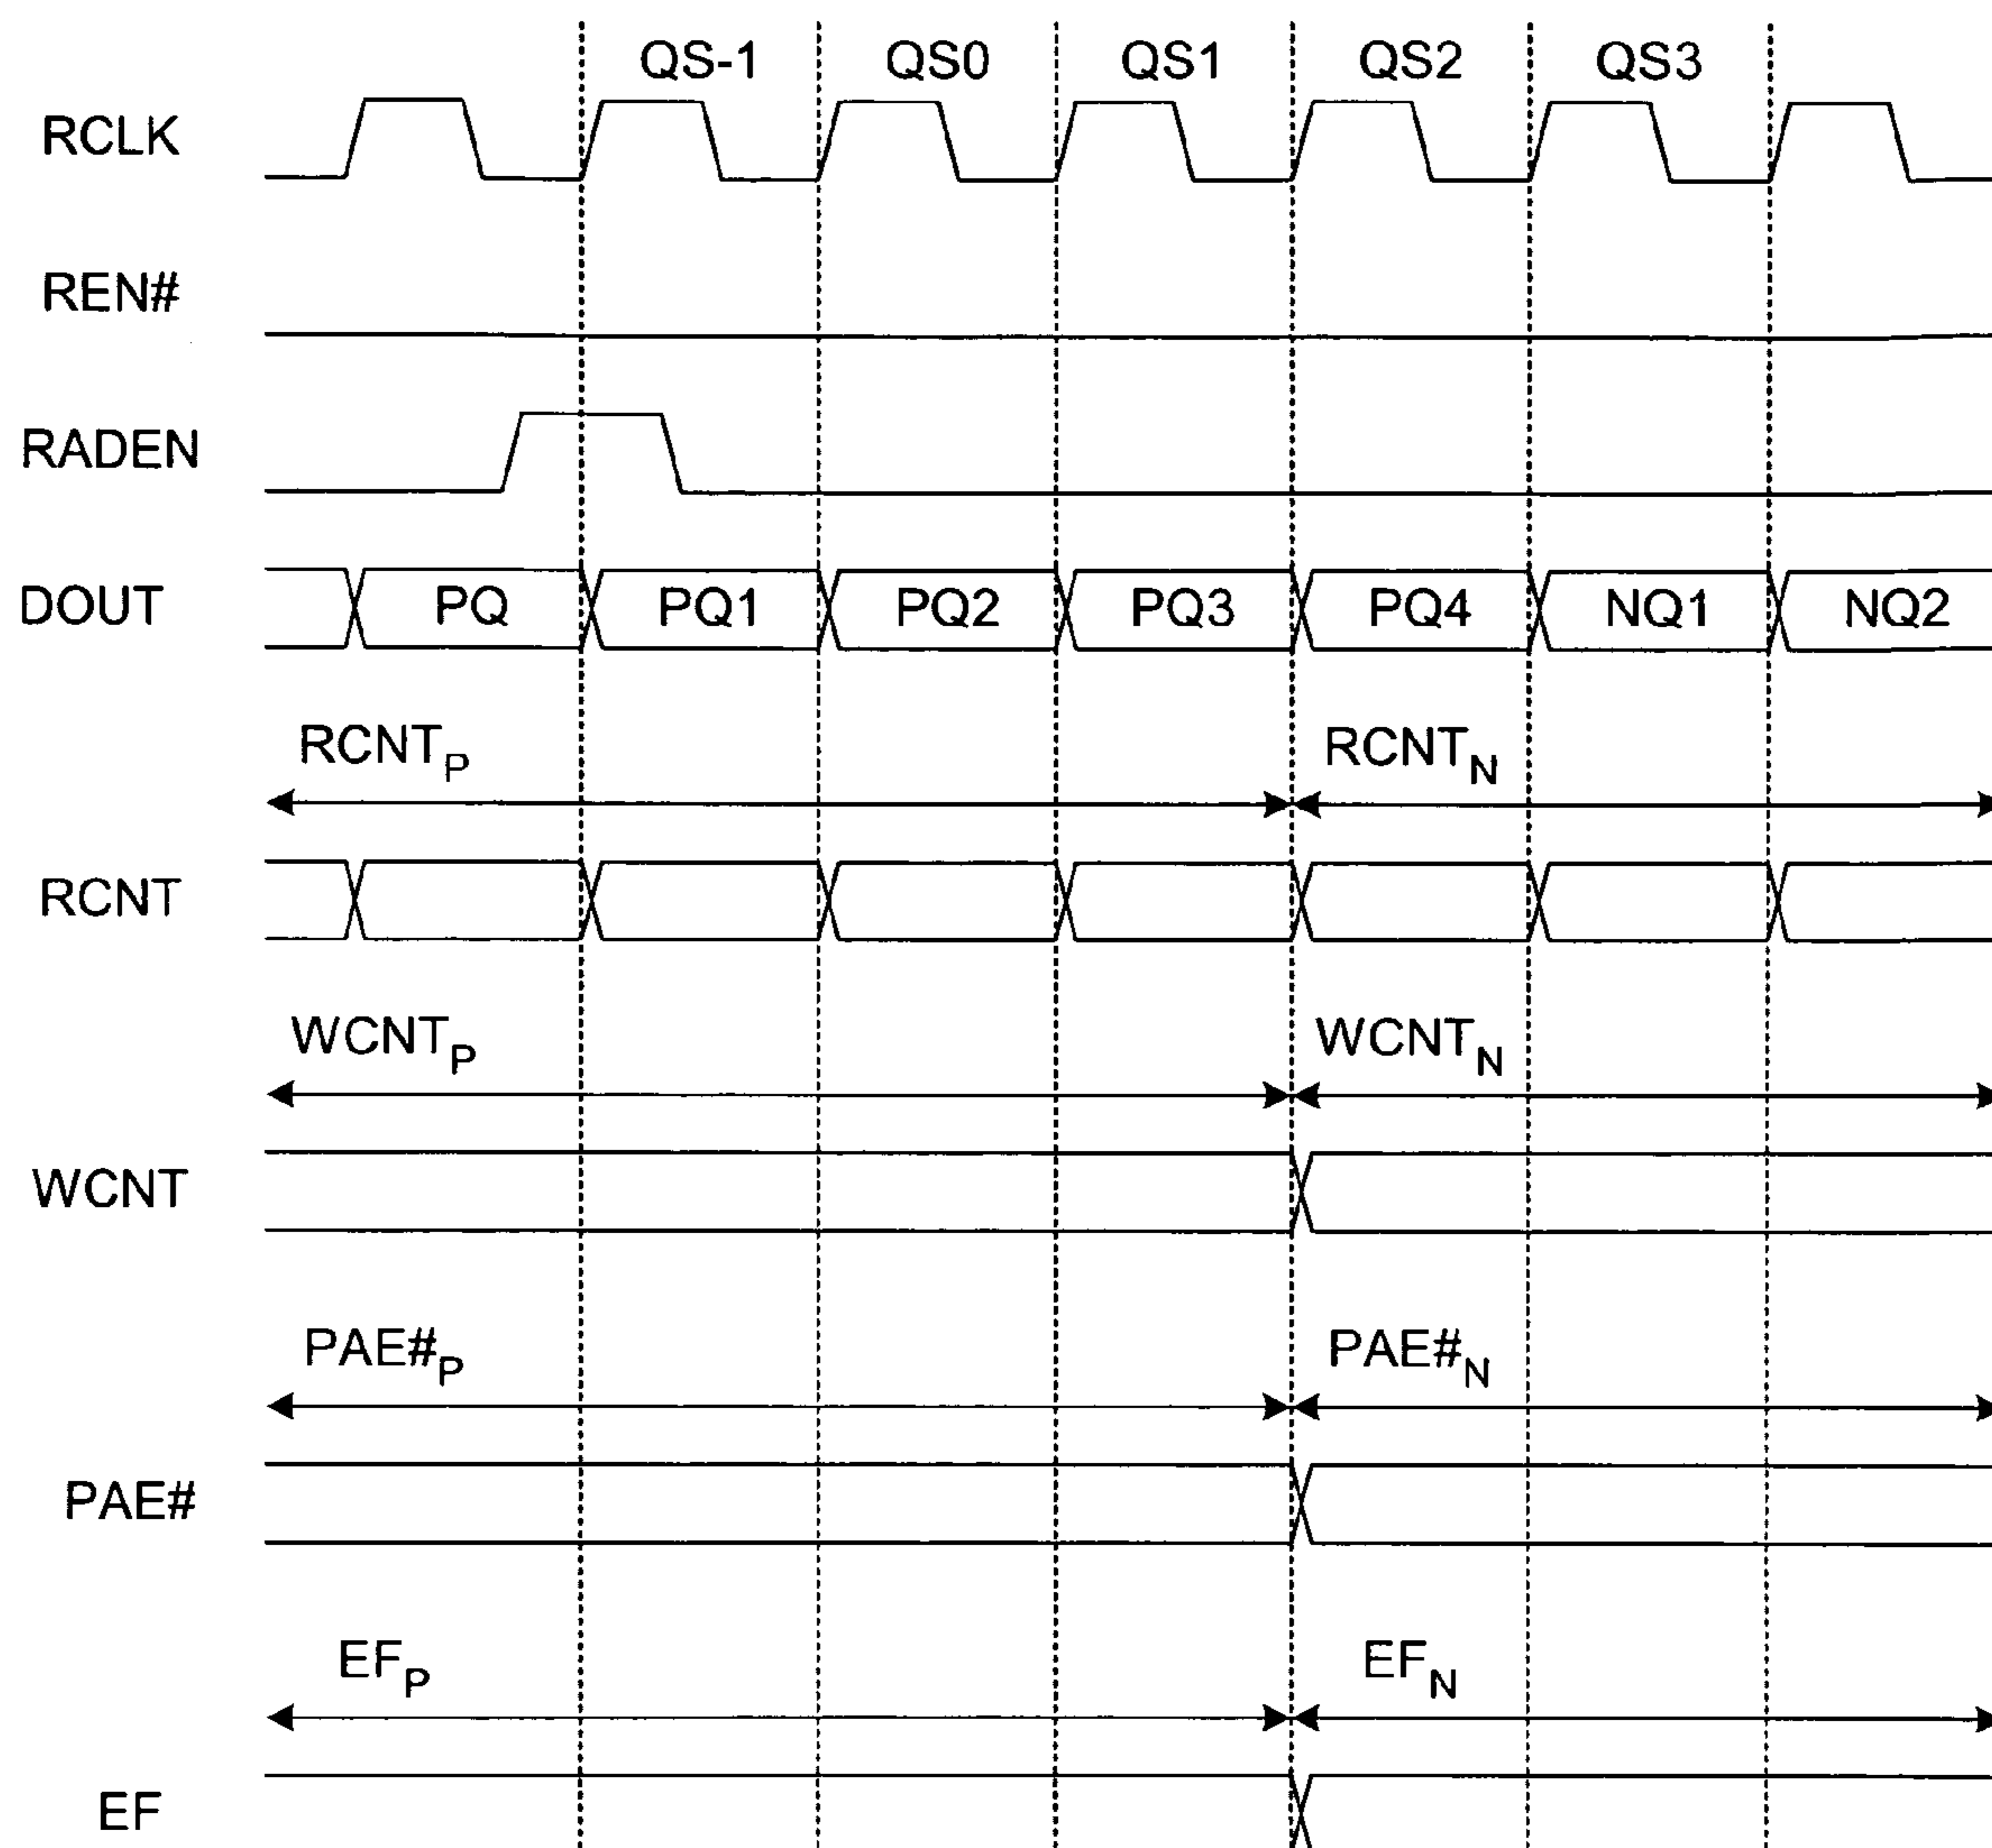 QS-1 QS0 QS1 QS2 QS3
RCLK
REN#
RADEN
DOUT PQ PQ1 PQ2 PQ3 PQ4 NQ1 NQ2
RCNTP RCNTN
RCNT
WCNTP WCNTN
WCNT
PAE#P PAE#N
PAE#
EFP EFN
EF